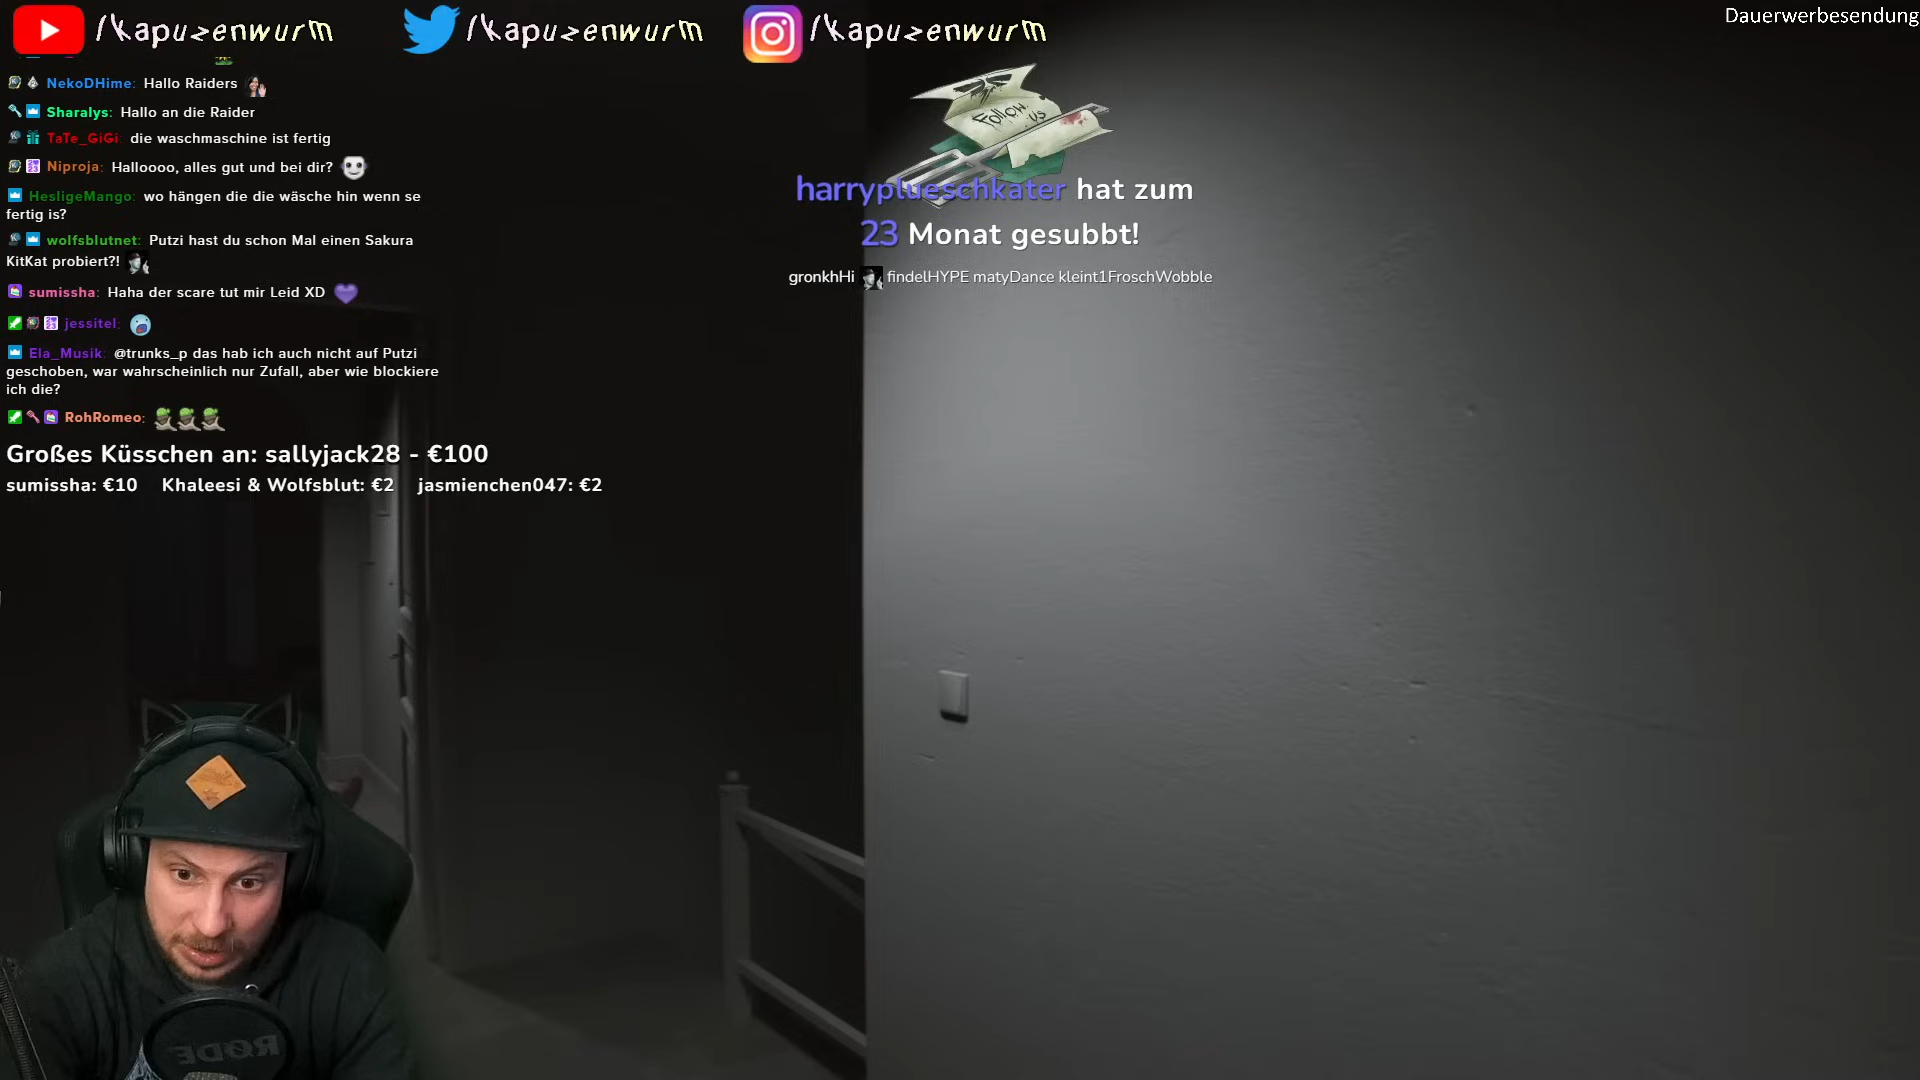 /kapuzenwurm /kapuzenwurm /kapuzenwurm
Dauerwerbesendung
NekoDHime: Hallo Raiders
Sharalys: Hallo an die Raider
TaTe_GiGi: die waschmaschine ist fertig
Niproja: Halloooo, alles gut und bei dir?
HesligeMango: wo hängen die die wäsche hin wenn se
fertig is?
wolfsblutnet: Putzi hast du schon Mal einen Sakura
KitKat probiert?!
sumissha: Haha der scare tut mir Leid XD
jessitel:
Ela_Musik: @trunks_p das hab ich auch nicht auf Putzi
geschoben, war wahrscheinlich nur Zufall, aber wie blockiere
ich die?
RohRomeo:
Großes Küsschen an: sallyjack28 - €100
sumissha: €10 Khaleesi & Wolfsblut: €2 jasmienchen047: €2
Follow
us
harryplueschkater hat zum
23 Monat gesubbt!
gronkhHi findelHYPE matyDance kleint1FroschWobble
RØDE